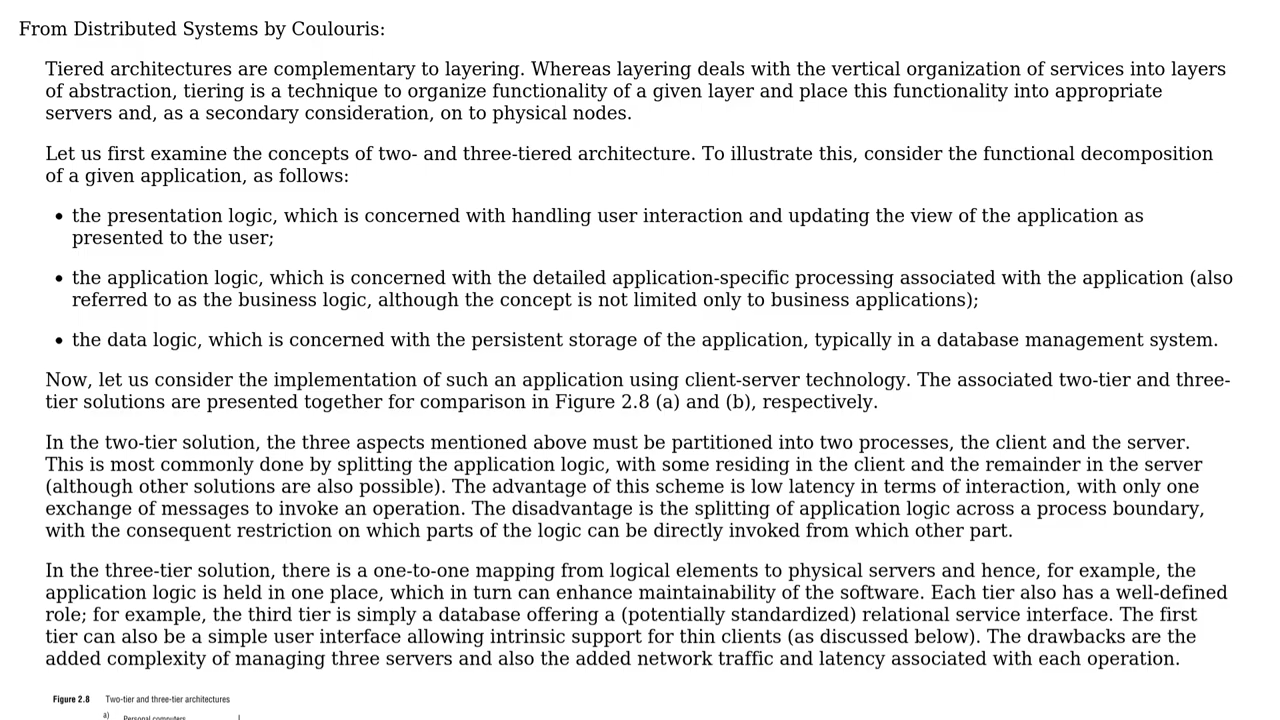 From Distributed Systems by Coulouris:
Tiered architectures are complementary to layering. Whereas layering deals with the vertical organization of services into layers
of abstraction, tiering is a technique to organize functionality of a given layer and place this functionality into appropriate
servers and, as a secondary consideration, on to physical nodes.
Let us first examine the concepts of two- and three-tiered architecture. To illustrate this, consider the functional decomposition
of a given application, as follows:
• the presentation logic, which is concerned with handling user interaction and updating the view of the application as
presented to the user;
• the application logic, which is concerned with the detailed application-specific processing associated with the application (also
referred to as the business logic, although the concept is not limited only to business applications);
• the data logic, which is concerned with the persistent storage of the application, typically in a database management system.
Now, let us consider the implementation of such an application using client-server technology. The associated two-tier and three-
tier solutions are presented together for comparison in Figure 2.8 (a) and (b), respectively.
In the two-tier solution, the three aspects mentioned above must be partitioned into two processes, the client and the server.
This is most commonly done by splitting the application logic, with some residing in the client and the remainder in the server
(although other solutions are also possible). The advantage of this scheme is low latency in terms of interaction, with only one
exchange of messages to invoke an operation. The disadvantage is the splitting of application logic across a process boundary,
with the consequent restriction on which parts of the logic can be directly invoked from which other part.
In the three-tier solution, there is a one-to-one mapping from logical elements to physical servers and hence, for example, the
application logic is held in one place, which in turn can enhance maintainability of the software. Each tier also has a well-defined
role; for example, the third tier is simply a database offering a (potentially standardized) relational service interface. The first
tier can also be a simple user interface allowing intrinsic support for thin clients (as discussed below). The drawbacks are the
added complexity of managing three servers and also the added network traffic and latency associated with each operation.
Figure 2.8 Two-tier and three-tier architectures
a) Personal computers